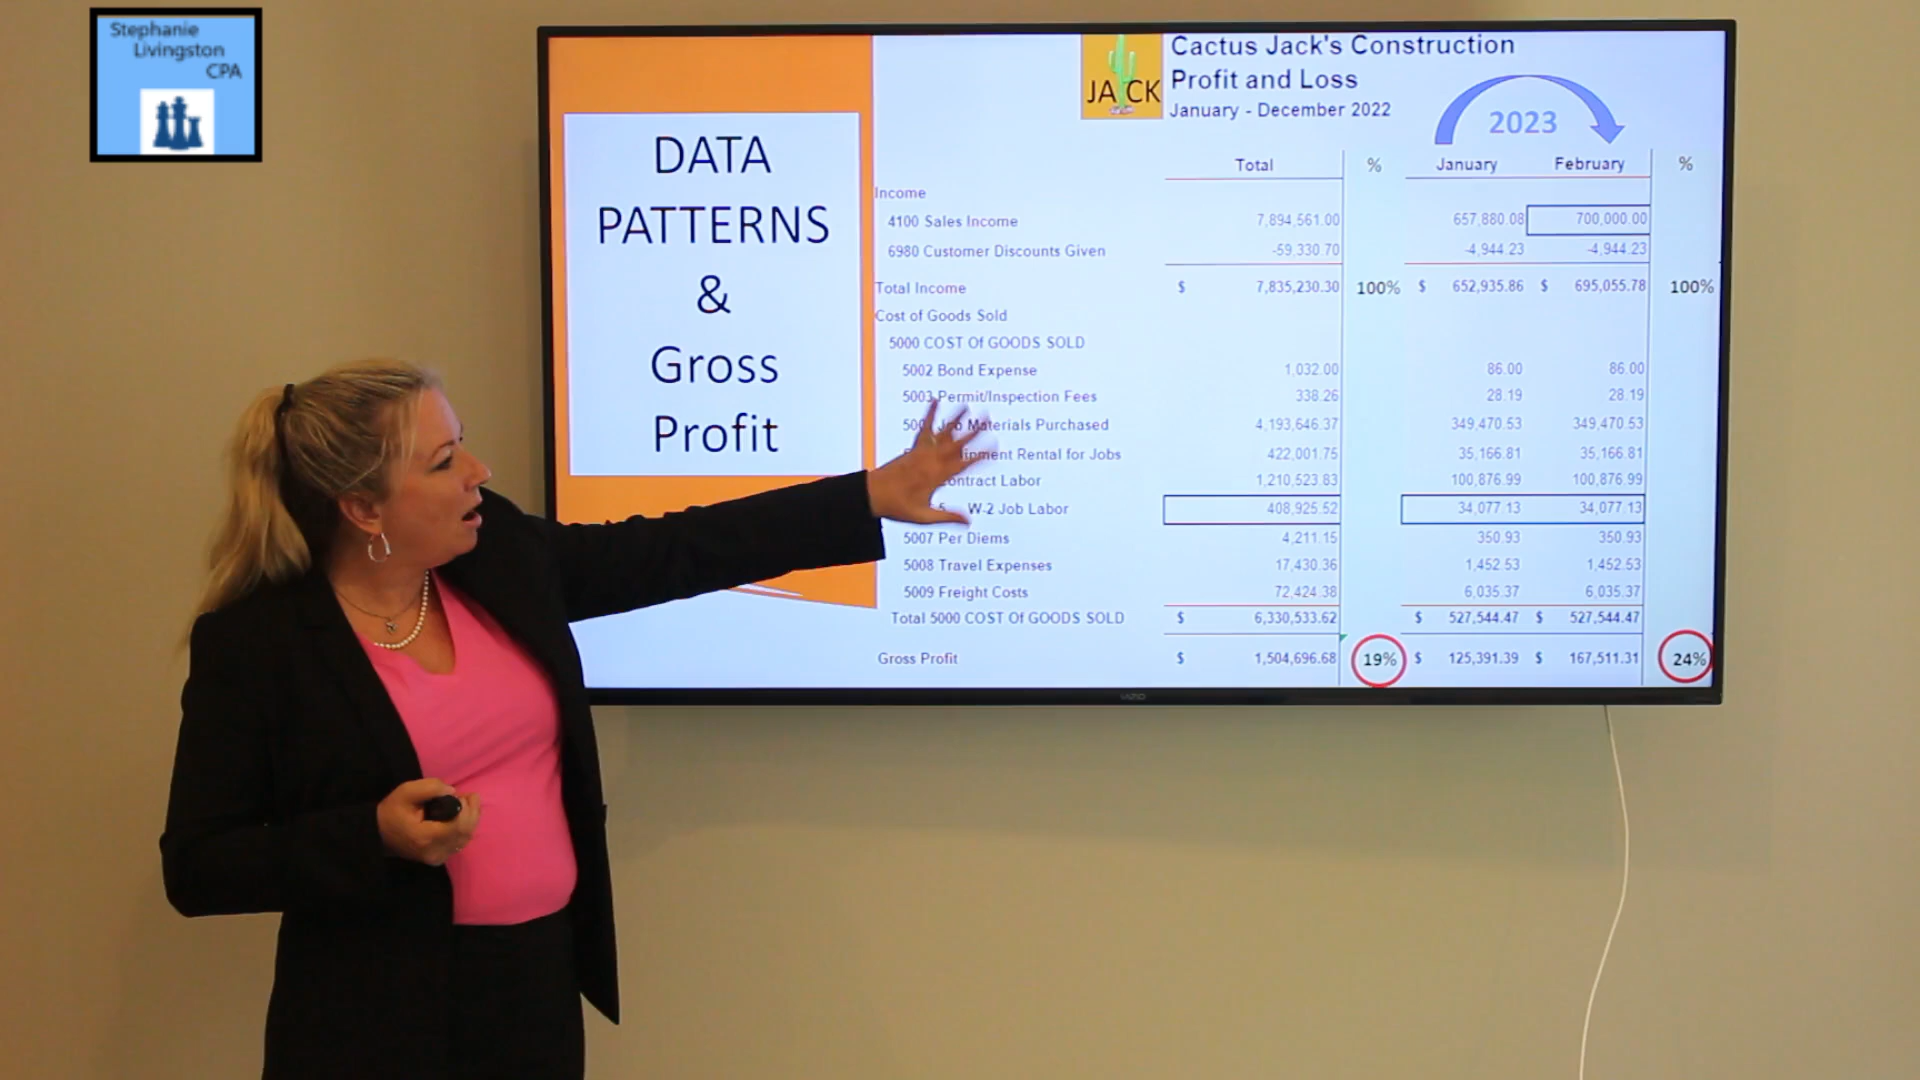 Stephanie
Livingston
CPA
DATA
PATTERNS
&
Gross
Profit
JACK
Cactus Jack's Construction
Profit and Loss
January - December 2022
2023
Total % January February %
Income
4100 Sales Income 7,894,561.00 657,880.08 700,000.00
6980 Customer Discounts Given -59,330.70 -4,944.23 -4,944.23
Total Income $ 7,835,230.30 100% $ 652,935.86 $ 695,055.78 100%
Cost of Goods Sold
5000 COST Of GOODS SOLD
5002 Bond Expense 1,032.00 86.00 86.00
5003 Permit/Inspection Fees 338.26 28.19 28.19
Materials Purchased 4,193,646.37 349,470.53 349,470.53
Rental for Jobs 422,001.75 35,166.81 35,166.81
Labor 1,210,523.83 100,876.99 100,876.99
W-2 Job Labor 408,925.52 34,077.13 34,077.13
5007 Per Diems 4,211.15 350.93 350.93
5008 Travel Expenses 17,430.36 1,452.53 1,452.53
5009 Freight Costs 72,424.38 6,035.37 6,035.37
Total 5000 COST Of GOODS SOLD $ 6,330,533.62 $ 527,544.47 $ 527,544.47
Gross Profit $ 1,504,696.68 19% $ 125,391.39 $ 167,511.31 24%
VIZIO